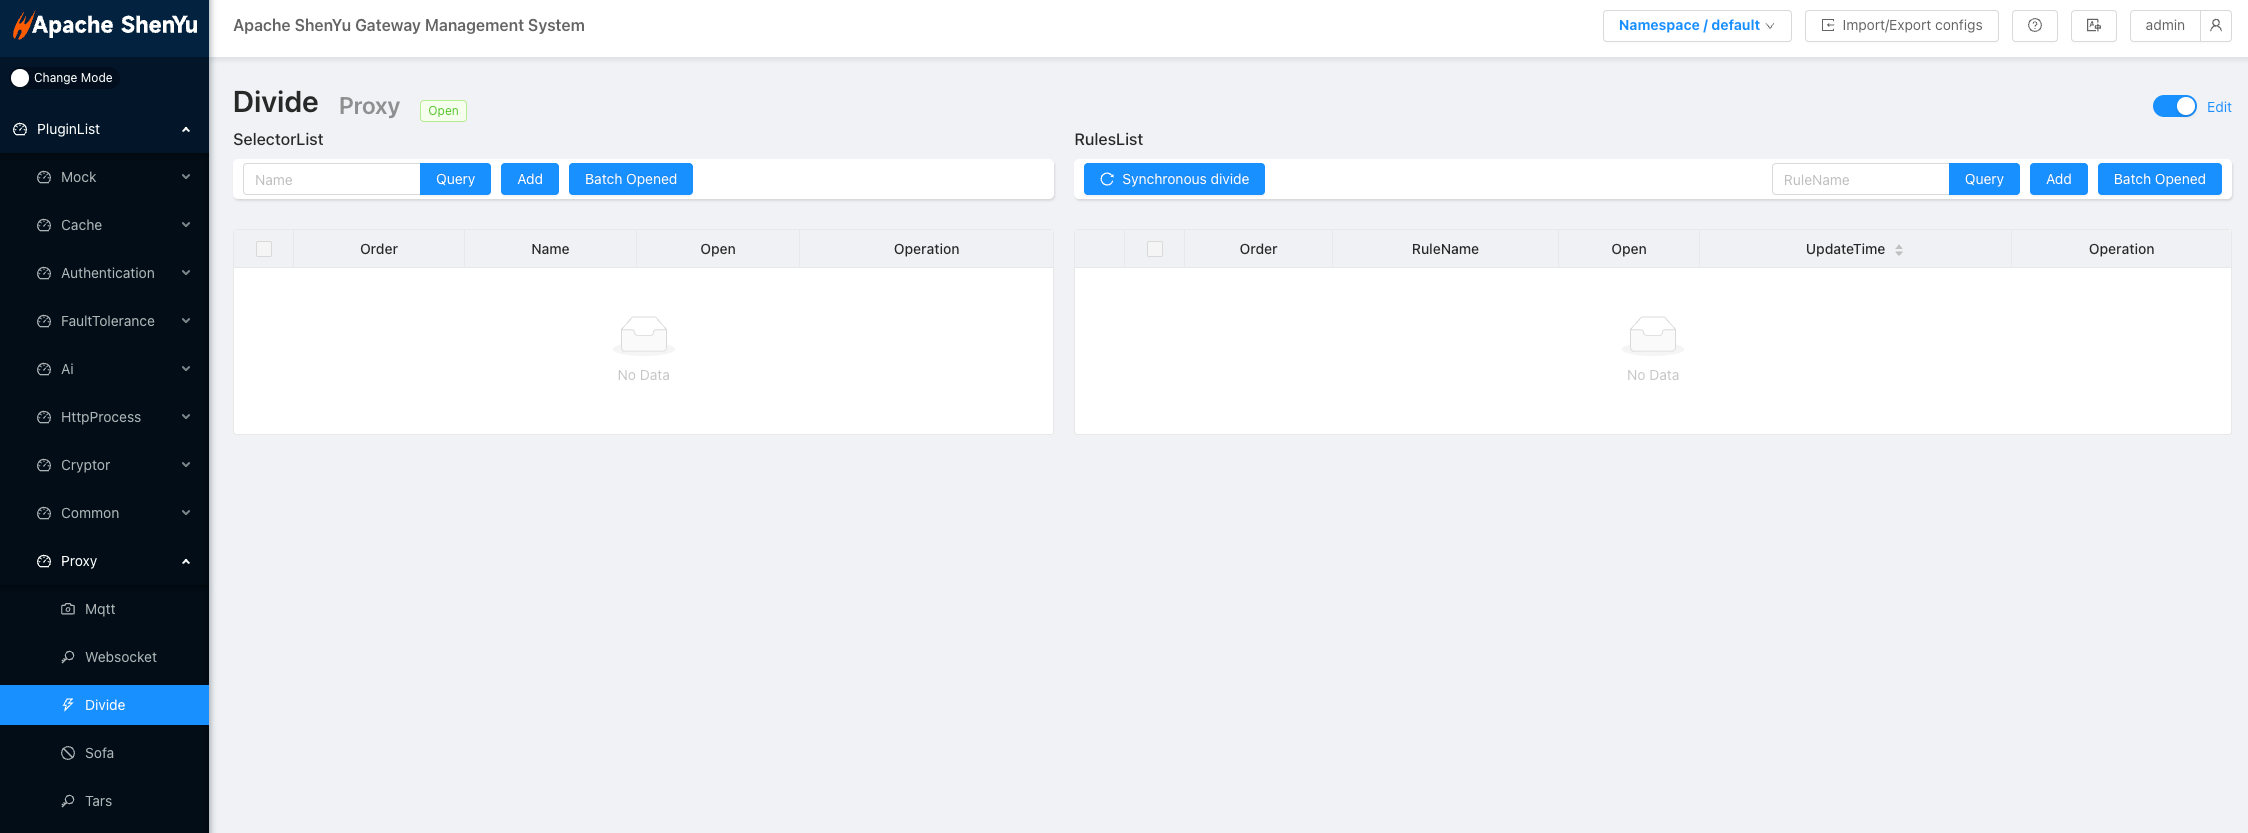 Apache ShenYu
Apache ShenYu Gateway Management System
Namespace / default
Import/Export configs
admin
Change Mode
PluginList
Mock
Cache
Authentication
FaultTolerance
Ai
HttpProcess
Cryptor
Common
Proxy
Mqtt
Websocket
Divide
Sofa
Tars
Divide Proxy Open
Edit
SelectorList
Name Query Add Batch Opened
Order Name Open Operation
No Data
RulesList
Synchronous divide RuleName Query Add Batch Opened
Order RuleName Open UpdateTime Operation
No Data